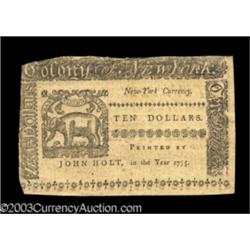 Colony of New-York.
New-York Currency.
TEN DOLLARS.
PRINTED BY
JOHN HOLT, in the Year 1775.
©2003CurrencyAuction.com